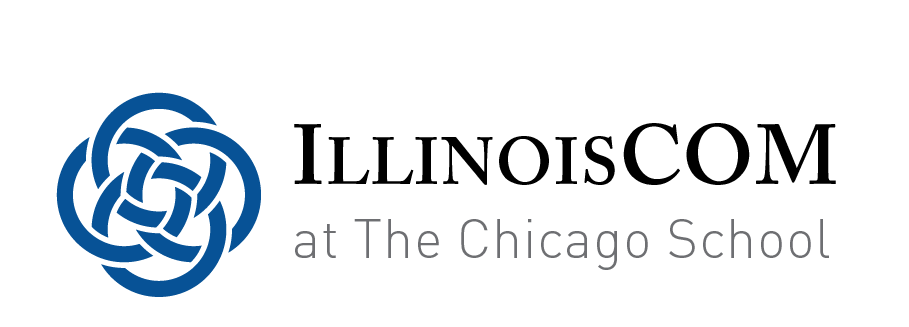 IllinoisCOM
at The Chicago School